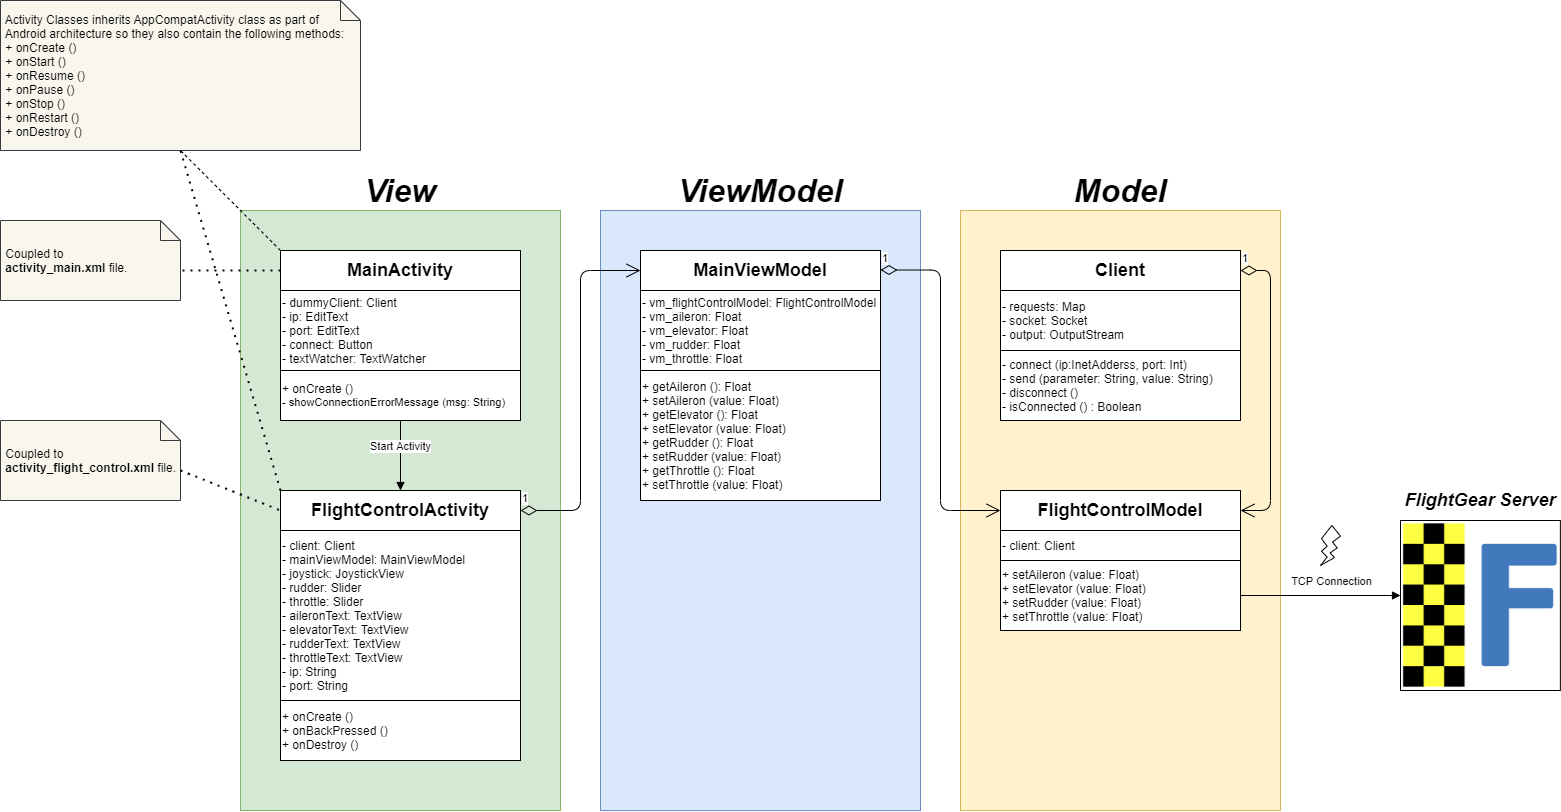 Activity Classes inherits AppCompatActivity class as part of
Android architecture so they also contain the following methods:
+ onCreate ()
+ onStart ()
+ onResume ()
+ onPause ()
+ onStop ()
+ onRestart ()
+ onDestroy ()
Coupled to
activity_main.xml file.
Coupled to
activity_flight_control.xml file.
View
MainActivity
- dummyClient: Client
- ip: EditText
- port: EditText
- connect: Button
- textWatcher: TextWatcher
+ onCreate ()
- showConnectionErrorMessage (msg: String)
Start Activity
FlightControlActivity
1
- client: Client
- mainViewModel: MainViewModel
- joystick: JoystickView
- rudder: Slider
- throttle: Slider
- aileronText: TextView
- elevatorText: TextView
- rudderText: TextView
- throttleText: TextView
- ip: String
- port: String
+ onCreate ()
+ onBackPressed ()
+ onDestroy ()
ViewModel
MainViewModel
1
- vm_flightControlModel: FlightControlModel
- vm_aileron: Float
- vm_elevator: Float
- vm_rudder: Float
- vm_throttle: Float
+ getAileron (): Float
+ setAileron (value: Float)
+ getElevator (): Float
+ setElevator (value: Float)
+ getRudder (): Float
+ setRudder (value: Float)
+ getThrottle (): Float
+ setThrottle (value: Float)
Model
Client
1
- requests: Map
- socket: Socket
- output: OutputStream
- connect (ip:InetAdderss, port: Int)
- send (parameter: String, value: String)
- disconnect ()
- isConnected () : Boolean
FlightControlModel
- client: Client
+ setAileron (value: Float)
+ setElevator (value: Float)
+ setRudder (value: Float)
+ setThrottle (value: Float)
TCP Connection
FlightGear Server
F